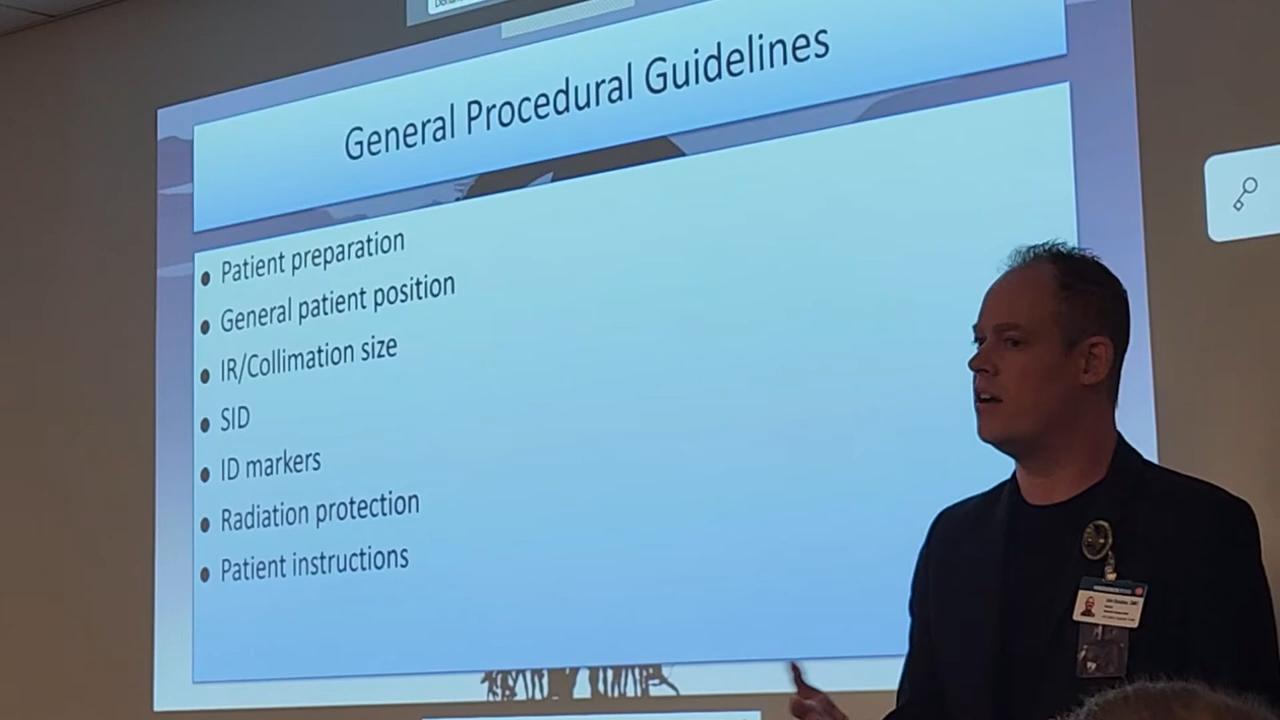 General Procedural Guidelines
Patient preparation
General patient position
IR/Collimation size
SID
ID markers
Radiation protection
Patient instructions